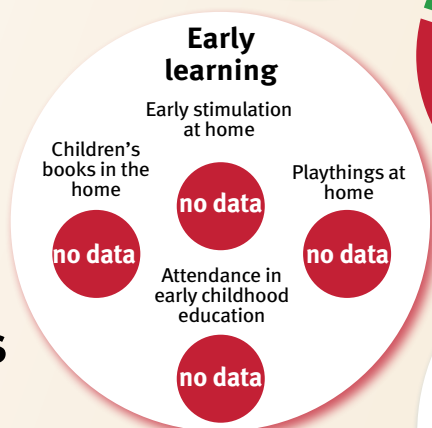 Early
learning
Early stimulation
at home
no data
Children's
books in the
home
no data
Playthings at
home
no data
Attendance in
early childhood
education
no data
s